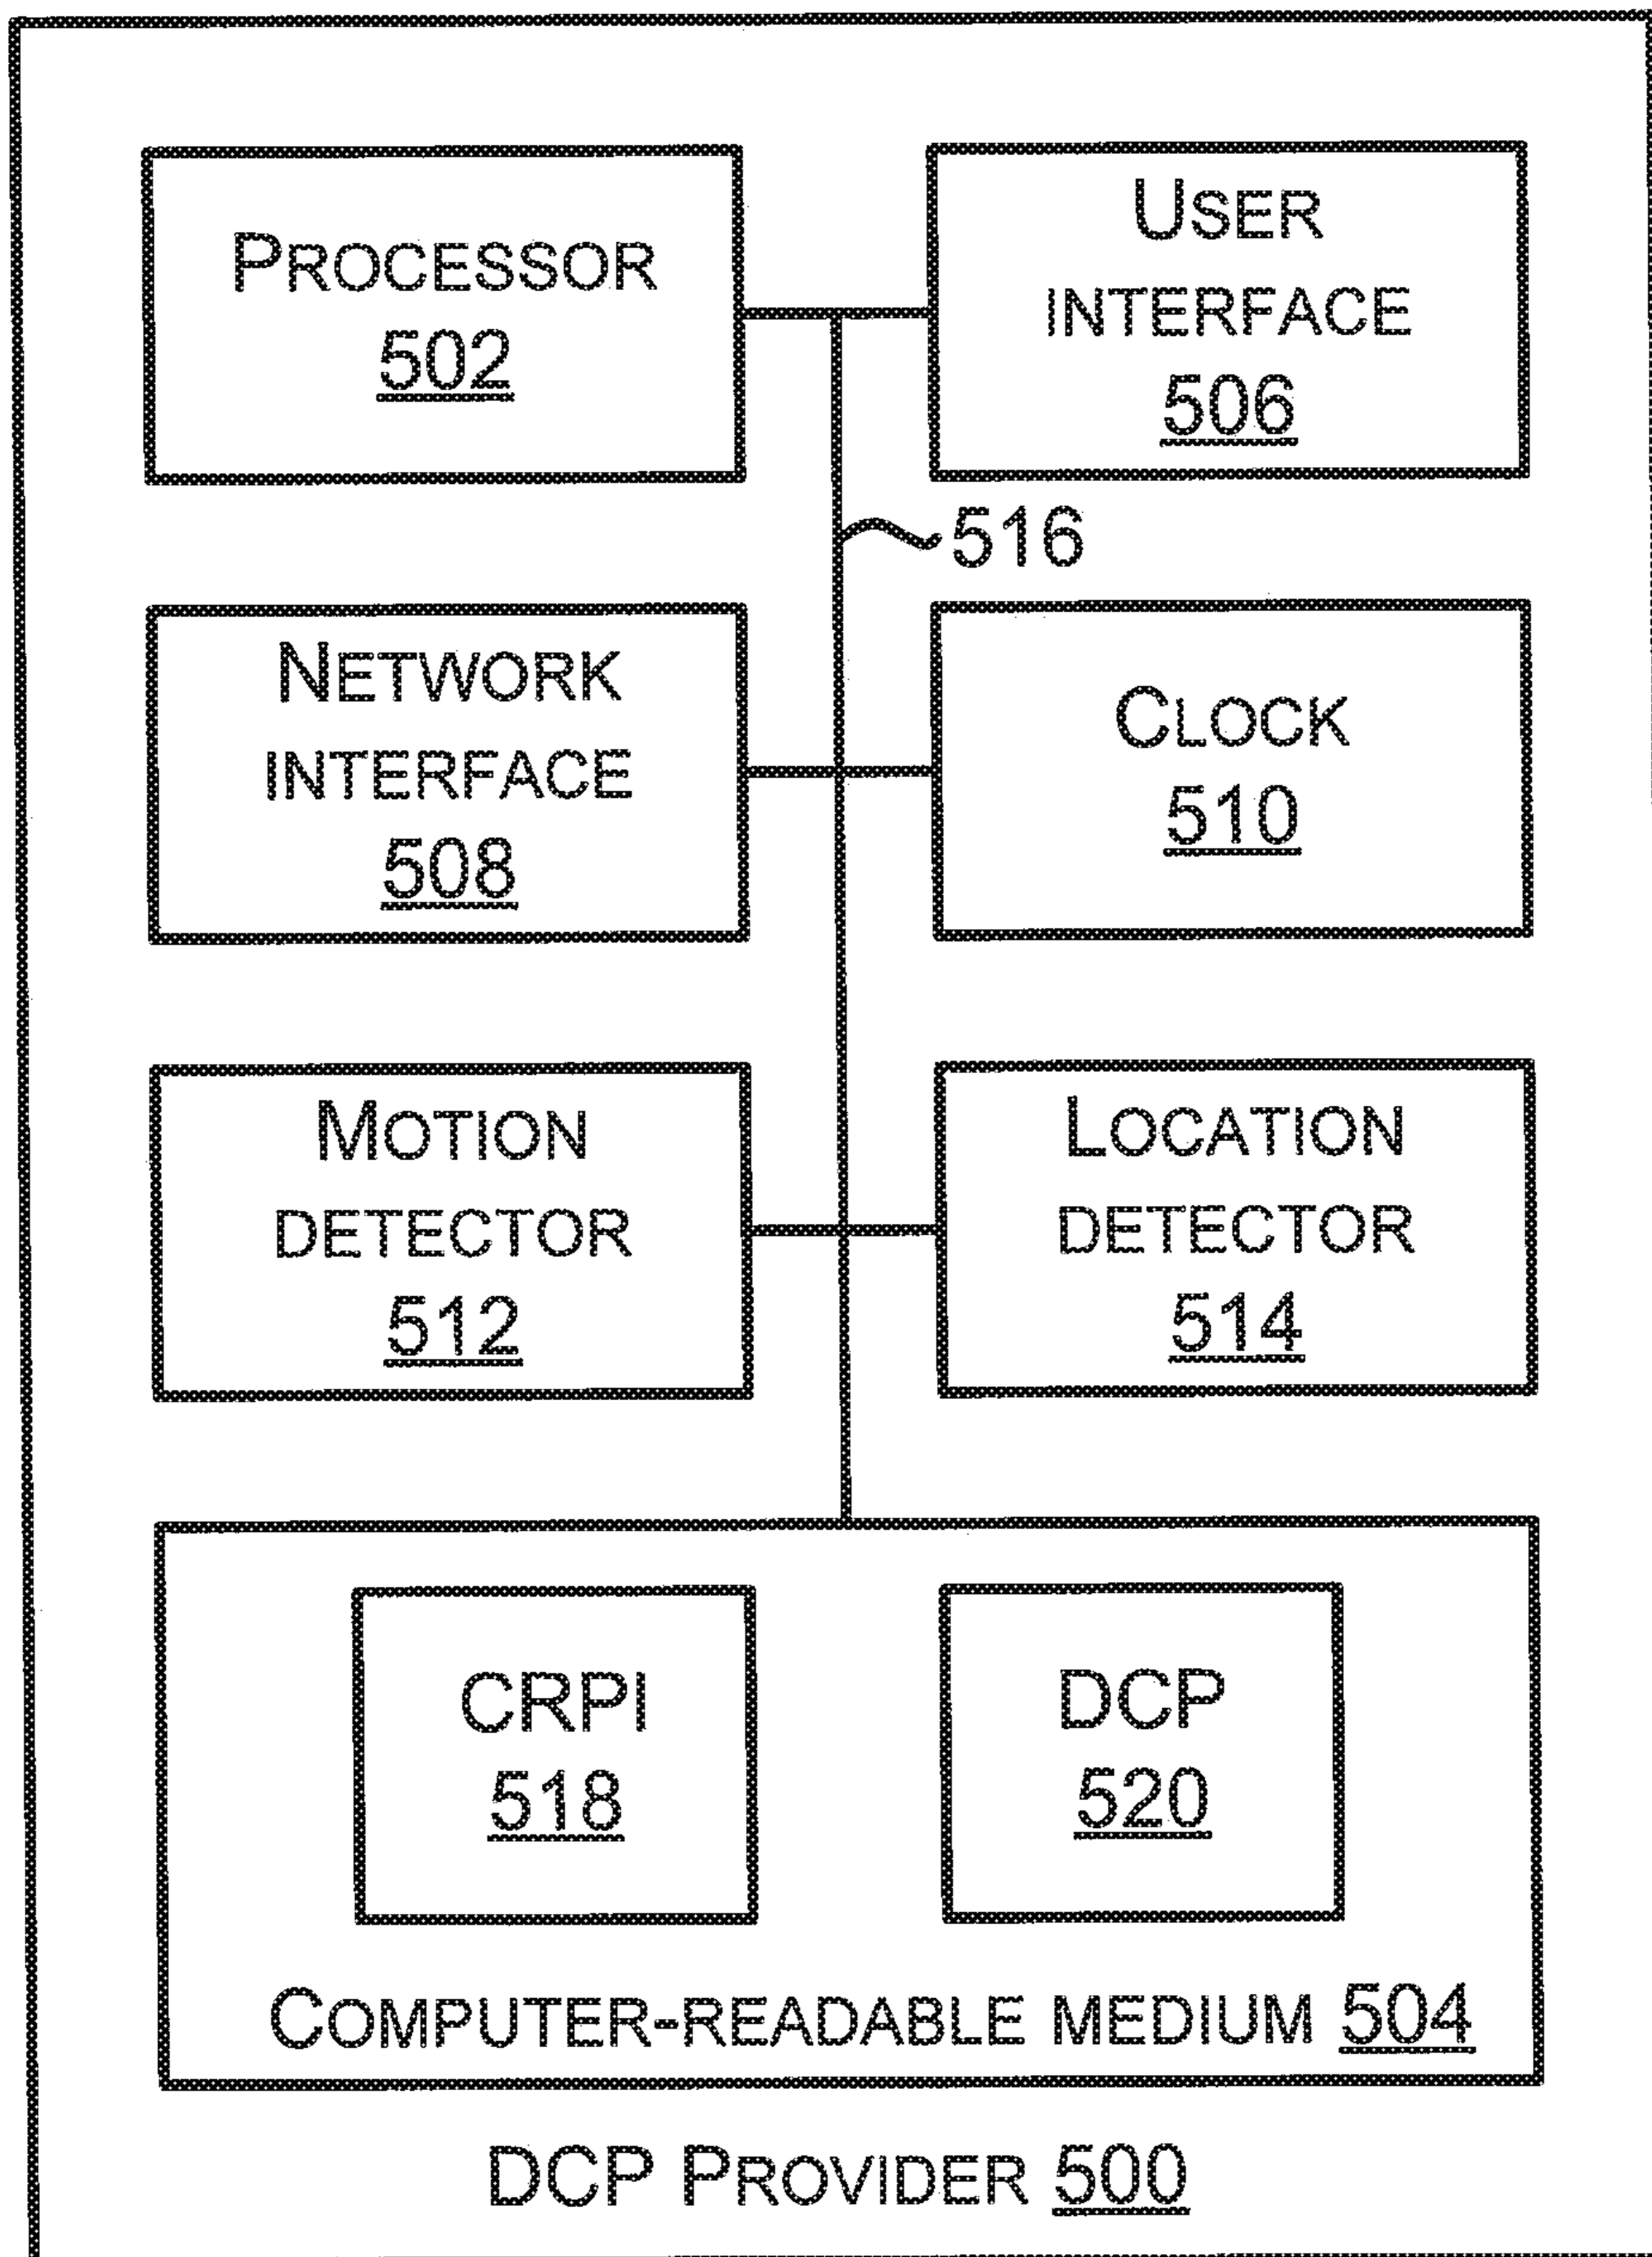 PROCESSOR
502
USER
INTERFACE
506
516
NETWORK
INTERFACE
508
CLOCK
510
MOTION
DETECTOR
512
LOCATION
DETECTOR
514
CRPI
518
DCP
520
COMPUTER-READABLE MEDIUM 504
DCP PROVIDER 500